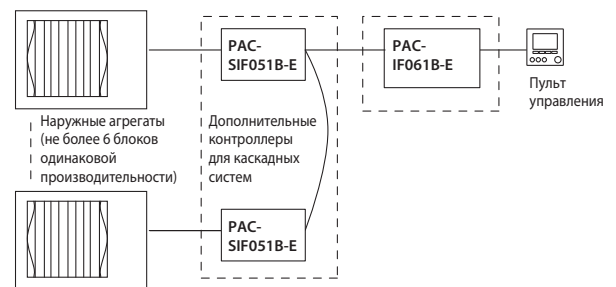 PAC-
SIF051B-E
PAC-
IF061B-E
Пульт
управления
Наружные агрегаты
(не более 6 блоков
одинаковой
производительности)
Дополнительные
контроллеры
для каскадных
систем
PAC-
SIF051B-E